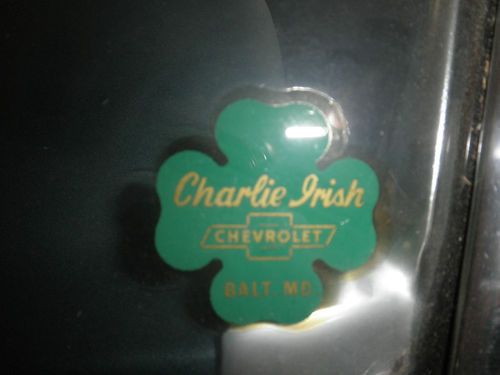 Charlie Irish
CHEVROLET
BALT. MD.